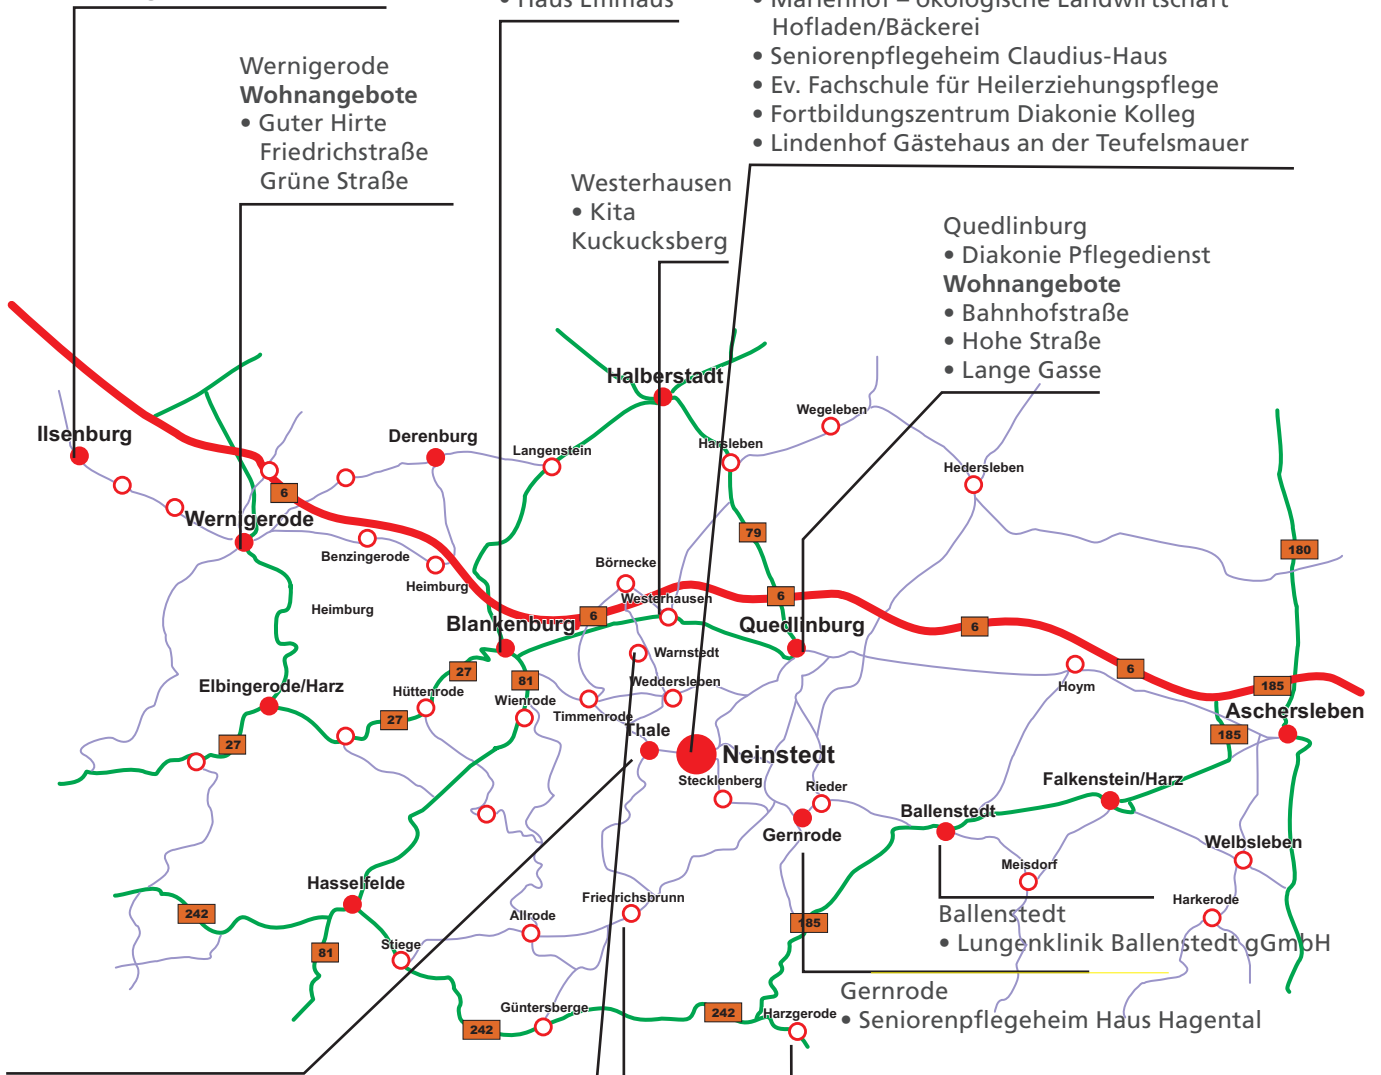 • Haus Emmaus
• Marienhof – ökologische Landwirtschaft
Hofladen/Bäckerei
• Seniorenpflegeheim Claudius-Haus
• Ev. Fachschule für Heilerziehungspflege
• Fortbildungszentrum Diakonie Kolleg
• Lindenhof Gästehaus an der Teufelsmauer
Wernigerode
Wohnangebote
• Guter Hirte
Friedrichstraße
Grüne Straße
Westerhausen
• Kita
Kuckucksberg
Quedlinburg
• Diakonie Pflegedienst
Wohnangebote
• Bahnhofstraße
• Hohe Straße
• Lange Gasse
Halberstadt
Wegeleben
Ilsenburg
Derenburg
Langenstein
Harsleben
Hedersleben
6
Wernigerode
79
180
Benzingerode
Heimburg
Börnecke
Heimburg
Westerhausen
6
6
Blankenburg
Quedlinburg
6
Warnstedt
6
27
81
Weddersleben
Hoym
185
Elbingerode/Harz
Hüttenrode
Wienrode
Timmenrode
27
Aschersleben
27
Thale
185
Neinstedt
Stecklenberg
Rieder
Falkenstein/Harz
Gernrode
Ballenstedt
Welbsleben
Meisdorf
Hasselfelde
Friedrichsbrunn
Harkerode
242
Allrode
185
Ballenstedt
• Lungenklinik Ballenstedt gGmbH
81
Stiege
Gernrode
• Seniorenpflegeheim Haus Hagental
Güntersberge
242
242
Harzgerode